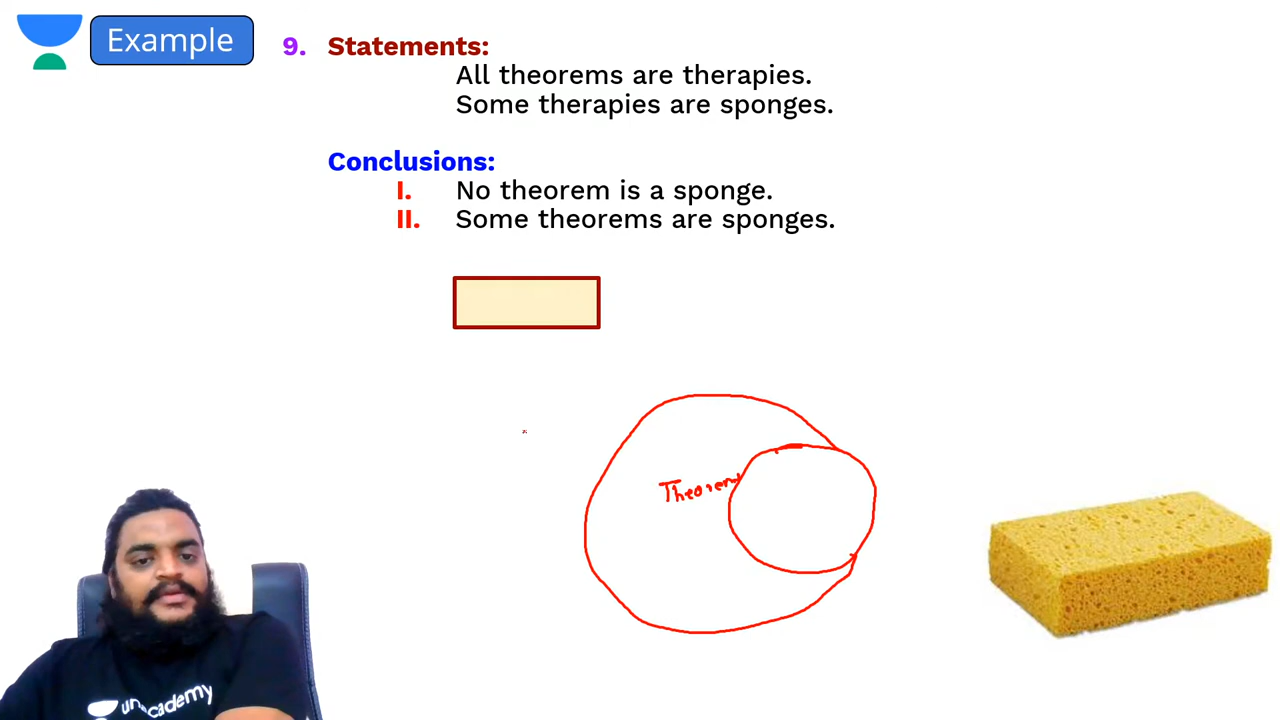 Example
9. Statements:
All theorems are therapies.
Some therapies are sponges.
Conclusions:
I. No theorem is a sponge.
II. Some theorems are sponges.
Theorem
unacademy